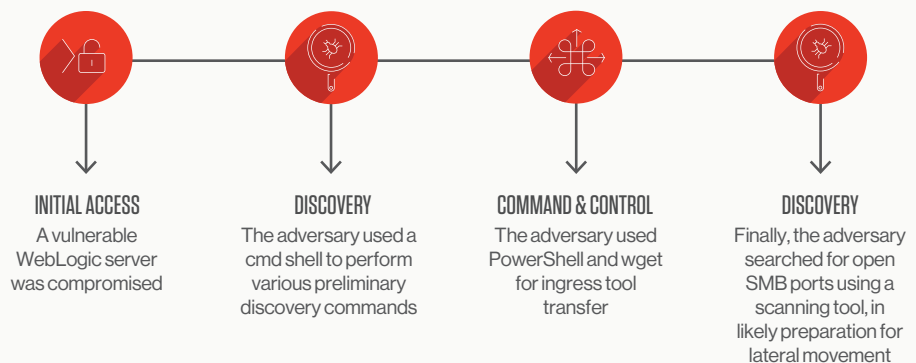 INITIAL ACCESS
A vulnerable
WebLogic server
was compromised
DISCOVERY
The adversary used a
cmd shell to perform
various preliminary
discovery commands
COMMAND & CONTROL
The adversary used
PowerShell and wget
for ingress tool
transfer
DISCOVERY
Finally, the adversary
searched for open
SMB ports using a
scanning tool, in
likely preparation for
lateral movement